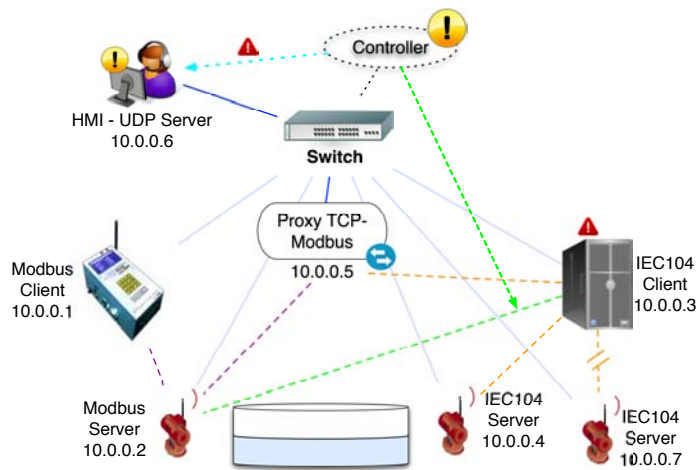 Controller
HMI - UDP Server
10.0.0.6
Switch
Proxy TCP-
Modbus
10.0.0.5
Modbus
Client
10.0.0.1
IEC104
Client
10.0.0.3
Modbus
Server
10.0.0.2
IEC104
Server
10.0.0.4
IEC104
Server
10.0.0.7